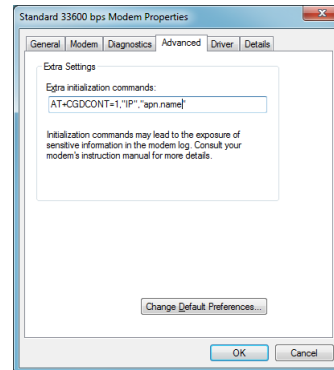 Standard 33600 bps Modem Properties
General Modem Diagnostics Advanced Driver Details
Extra Settings
Extra initialization commands:
AT+CGDCONT=1,"IP","apn.name"
Initialization commands may lead to the exposure of
sensitive information in the modem log. Consult your
modem's instruction manual for more details.
Change Default Preferences...
OK Cancel